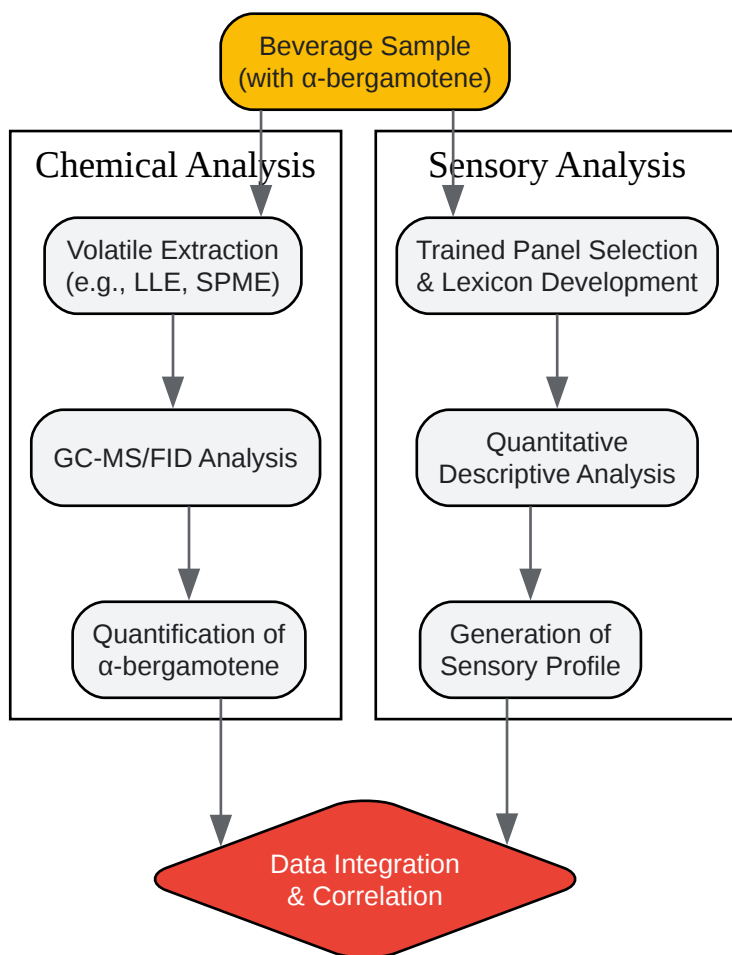 Beverage Sample
(with α-bergamotene)
Chemical Analysis
Volatile Extraction
(e.g., LLE, SPME)
GC-MS/FID Analysis
Quantification of
α-bergamotene
Sensory Analysis
Trained Panel Selection
& Lexicon Development
Quantitative
Descriptive Analysis
Generation of
Sensory Profile
Data Integration
& Correlation